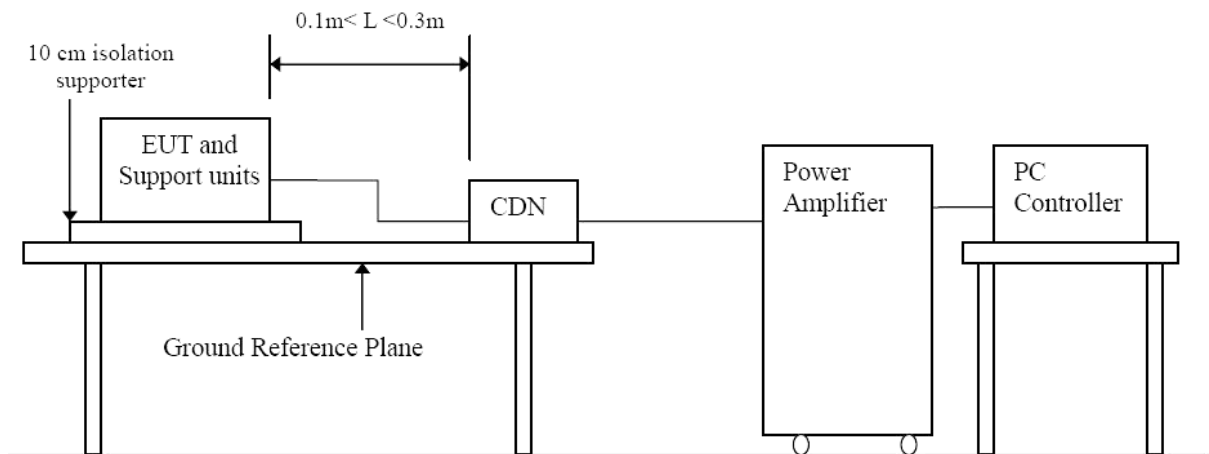 0.1m< L <0.3m
10 cm isolation
supporter
EUT and
Support units
CDN
Power
Amplifier
PC
Controller
Ground Reference Plane